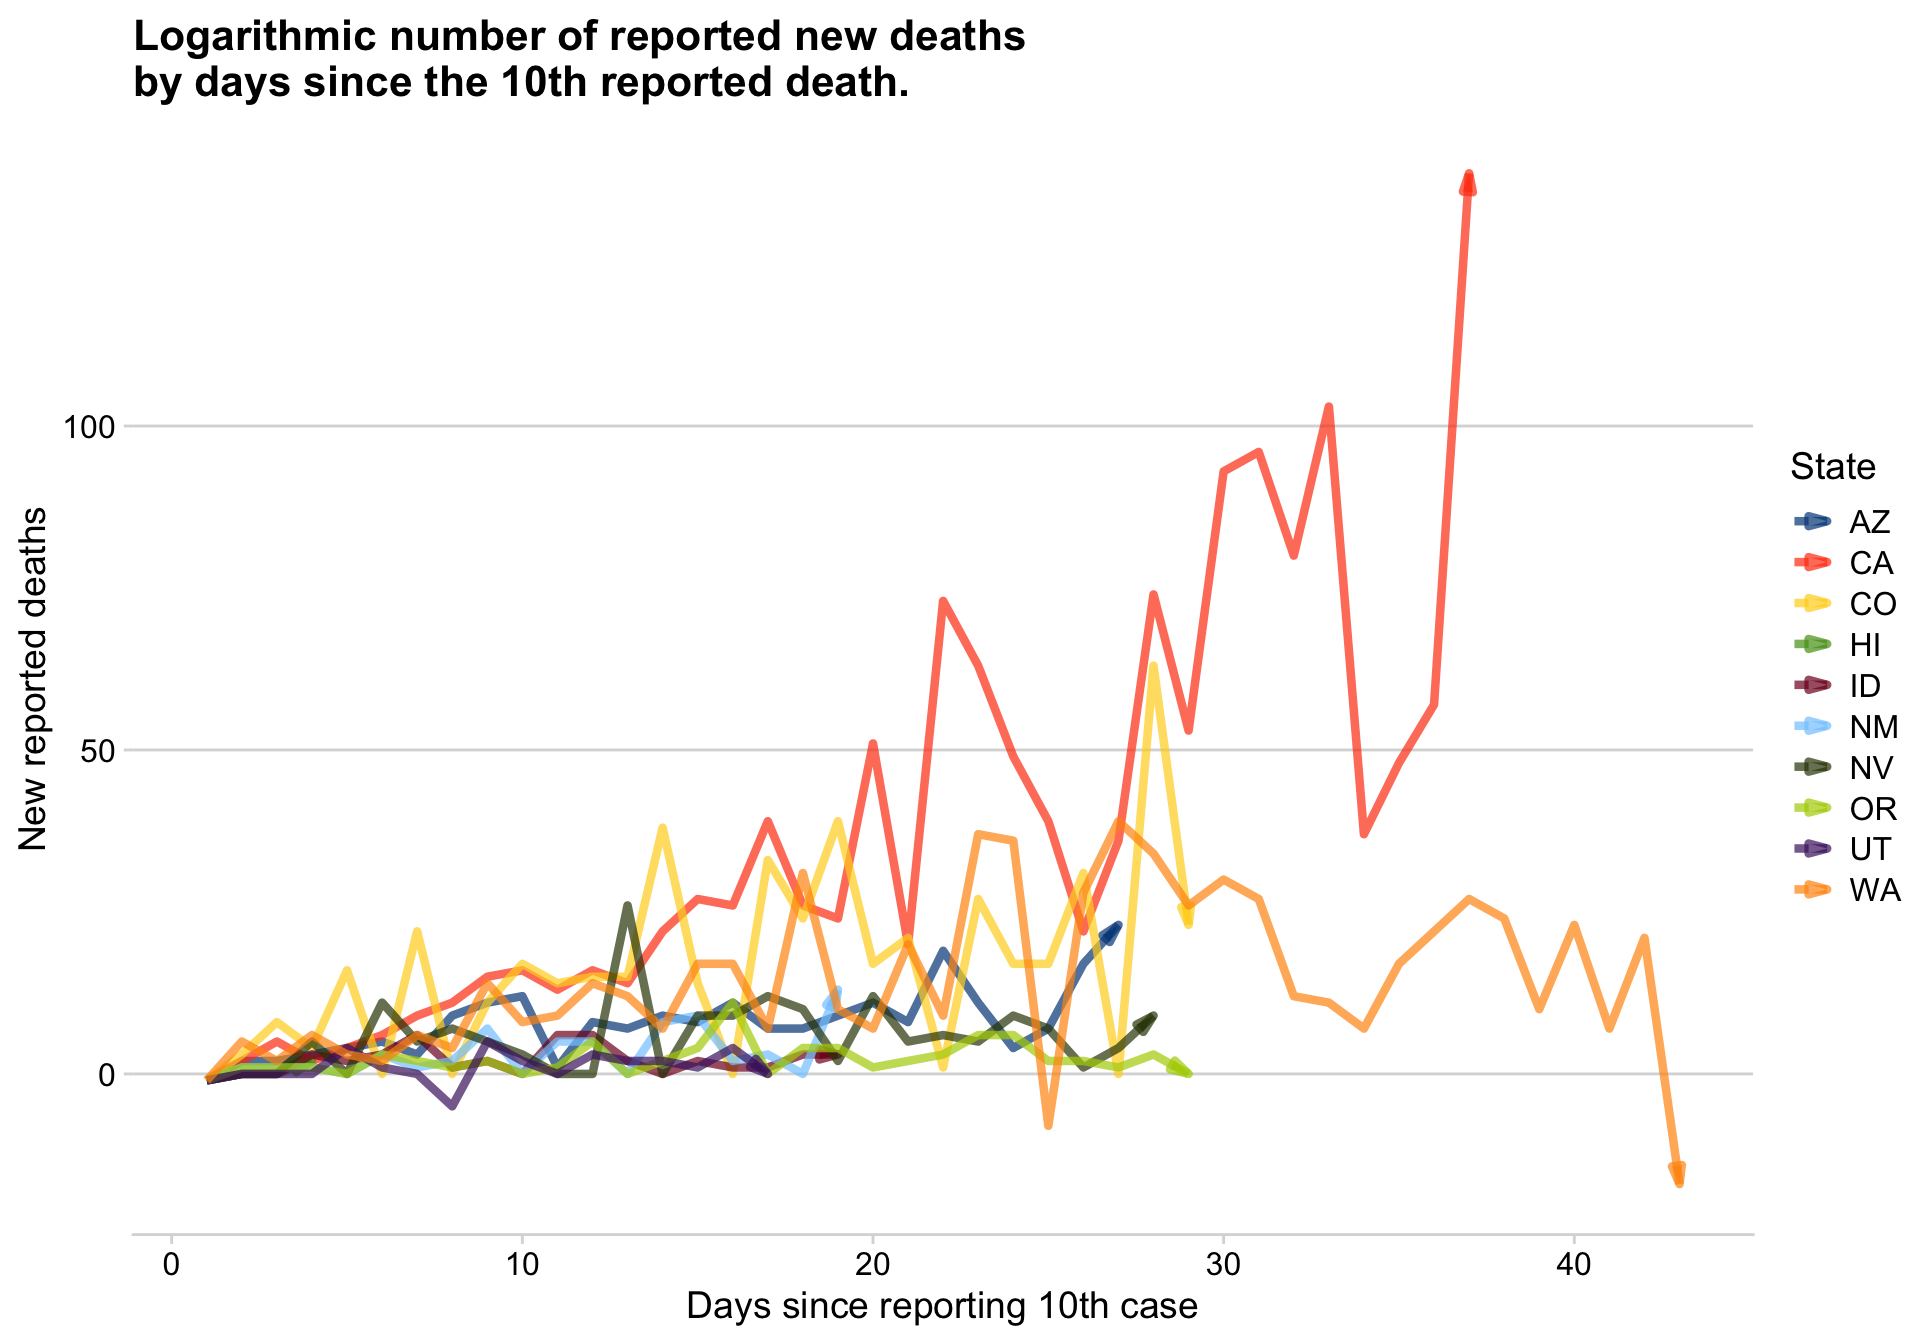 Logarithmic number of reported new deaths
by days since the 10th reported death.
New reported deaths
100
50
0
0
10
20
30
40
Days since reporting 10th case
State
AZ
CA
CO
HI
ID
NM
NV
OR
UT
WA